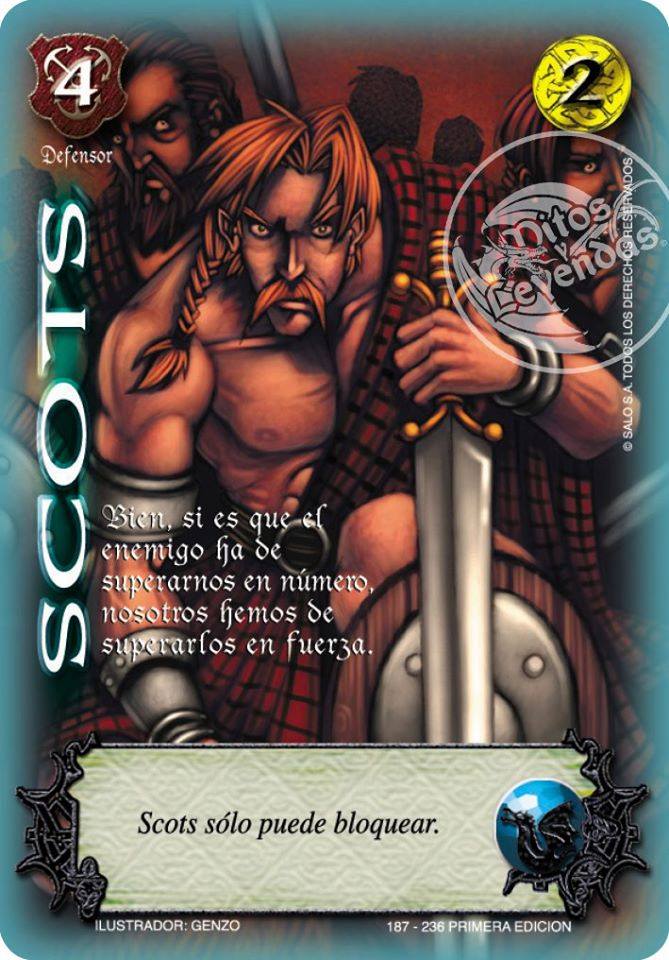 4
2
Defensor
Mitos
y
Leyendas
©
© SALO S.A. TODOS LOS DERECHOS RESERVADOS
SCOTS
Bien, si es que el
enemigo ha de
superarnos en número,
nosotros hemos de
superarlos en fuerza.
Scots sólo puede bloquear.
ILUSTRADOR: GENZO
187 - 236 PRIMERA EDICION